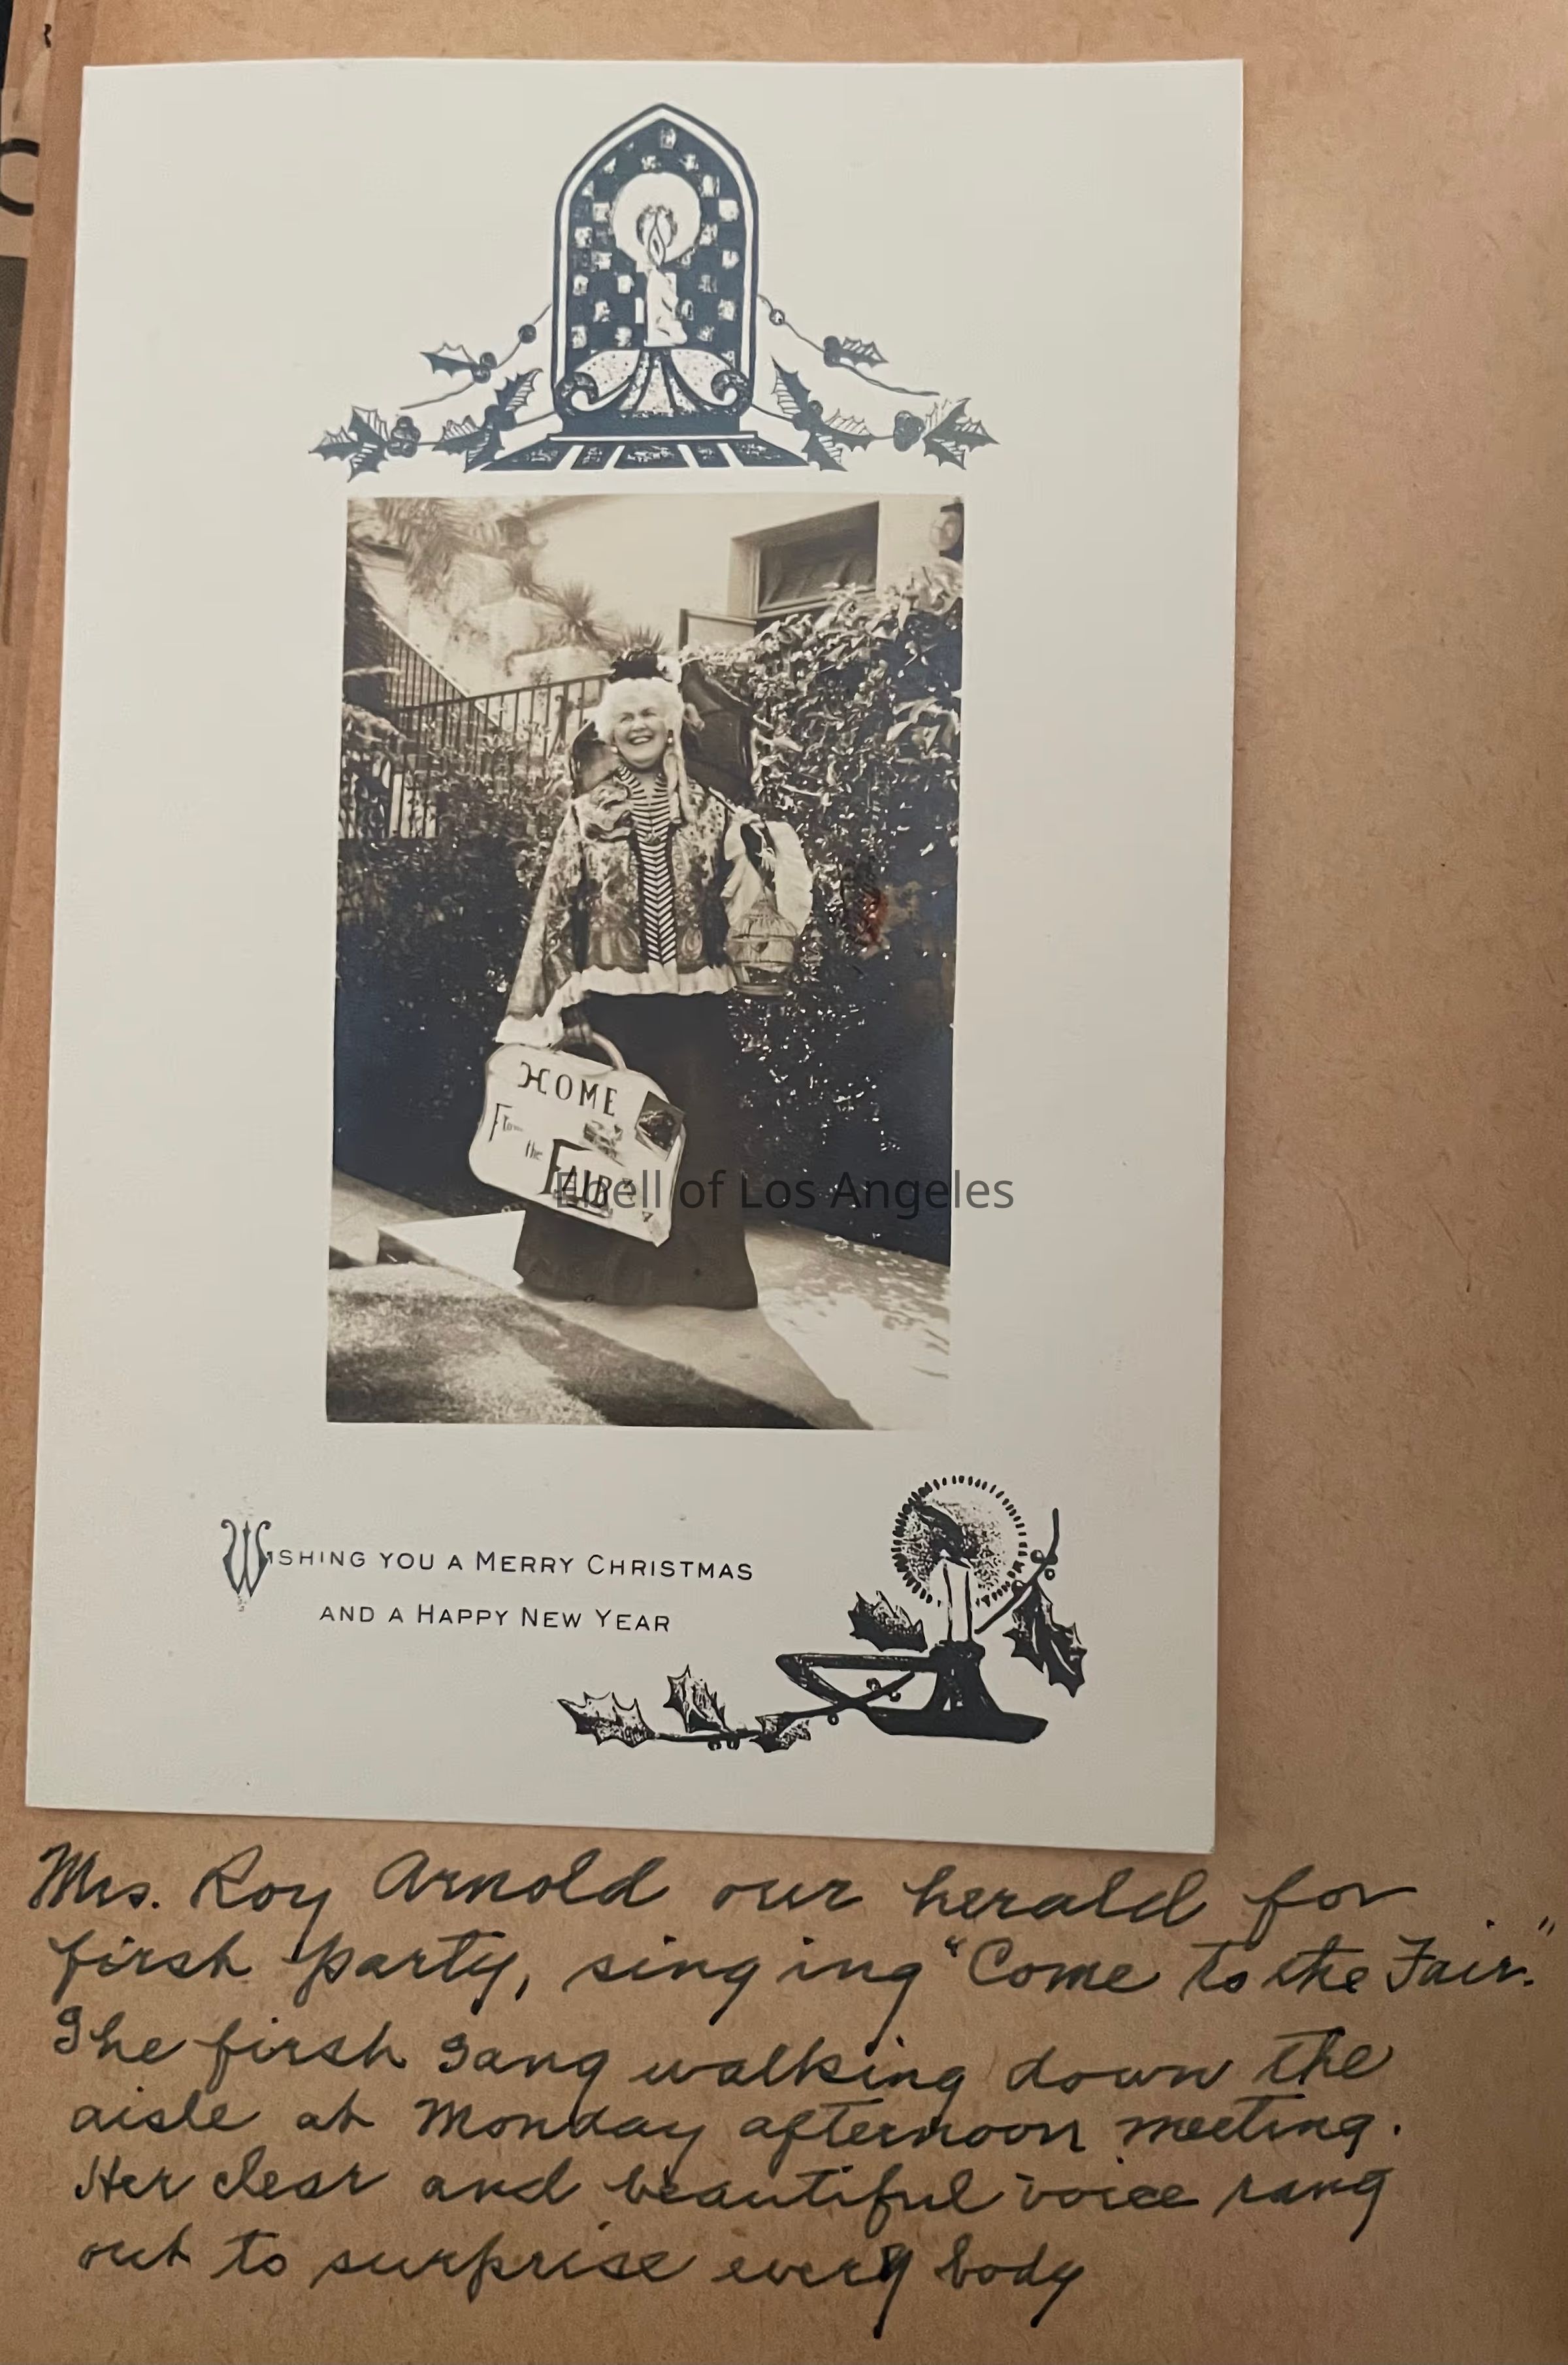 HOME
From
the
FAIR
Ebell of Los Angeles
WISHING YOU A MERRY CHRISTMAS
AND A HAPPY NEW YEAR
Mrs. Roy Arnold our herald for
first party, singing "Come to the Fair."
She first sang walking down the
aisle at Monday afternoon meeting.
Her clear and beautiful voice rang
out to surprise every body